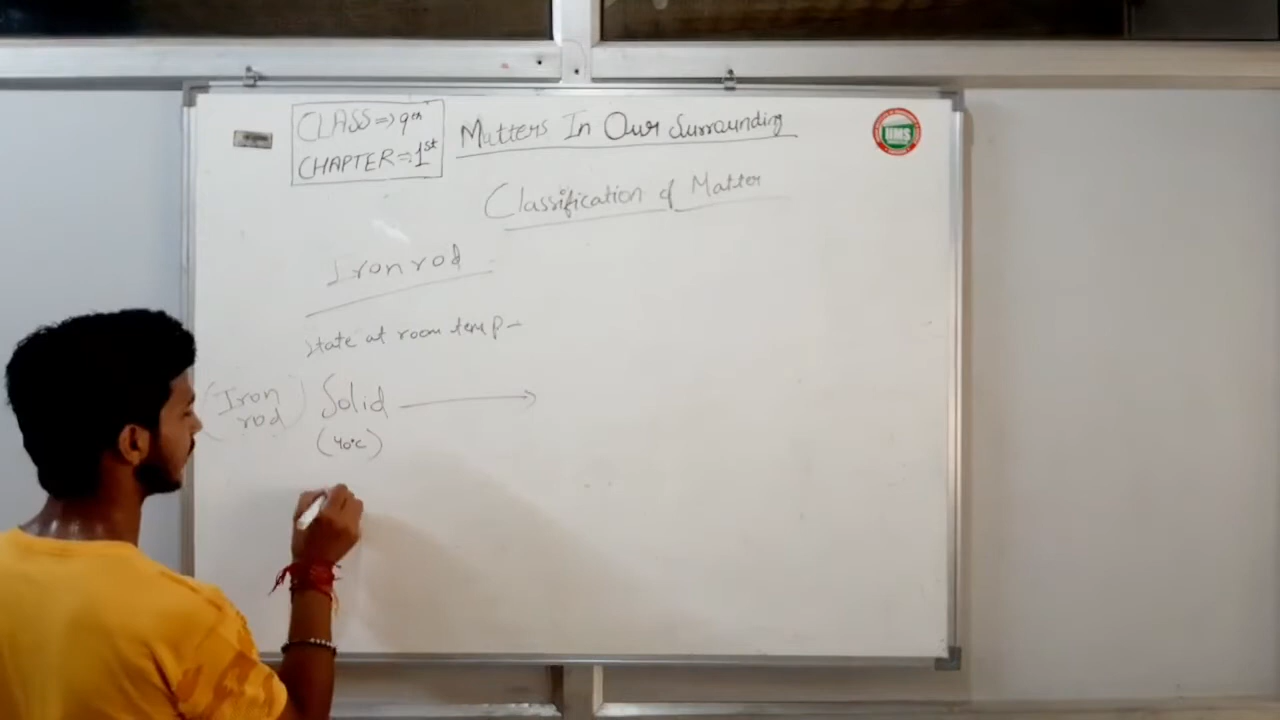 CLASS => 9th
CHAPTER => 1st
Matters In Our Surrounding
IIMS
Classification of Matter
Iron rod
State at room temp -
(Iron rod) Solid
(40°C)